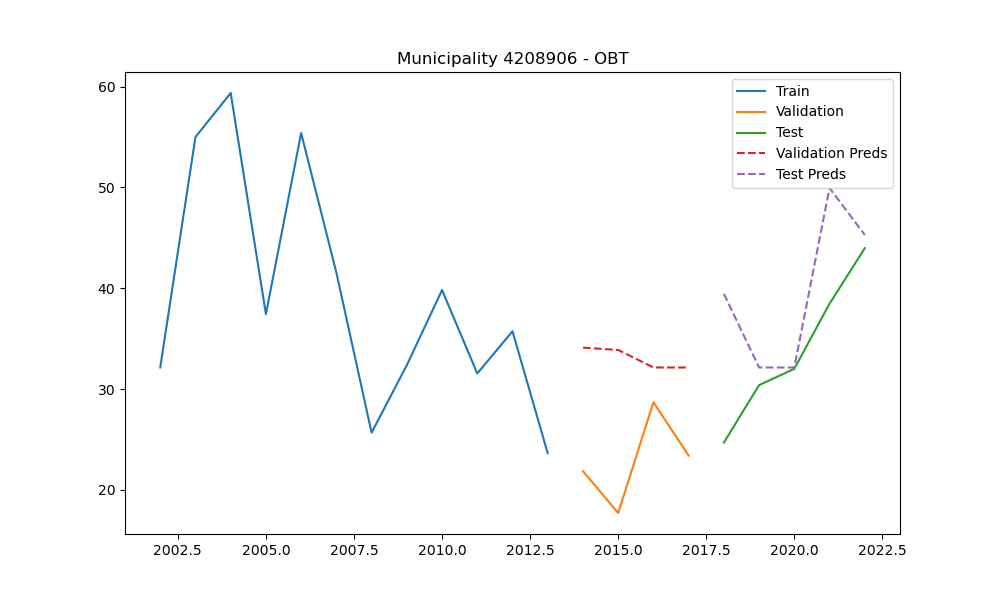 Municipality 4208906 - OBT
Train
Validation
Test
Validation Preds
Test Preds
60
50
40
30
20
2002.5 2005.0 2007.5 2010.0 2012.5 2015.0 2017.5 2020.0 2022.5